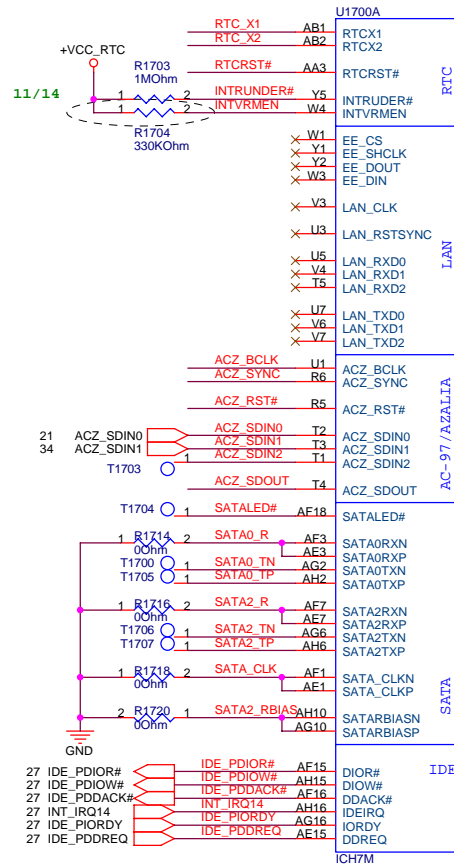 U1700A
RTC_X1 AB1 RTCX1
RTC_X2 AB2 RTCX2
+VCC_RTC
RTCRST# AA3 RTCRST#
RTC
R1703
1MOhm
11/14
1 2 INTRUDER# Y5 INTRUDER#
1 2 INTVRMEN W4 INTVRMEN
R1704
330KOhm
W1 EE_CS
Y1 EE_SHCLK
Y2 EE_DOUT
W3 EE_DIN
V3 LAN_CLK
U3 LAN_RSTSYNC
LAN
U5 LAN_RXD0
V4 LAN_RXD1
T5 LAN_RXD2
U7 LAN_TXD0
V6 LAN_TXD1
V7 LAN_TXD2
ACZ_BCLK U1 ACZ_BCLK
ACZ_SYNC R6 ACZ_SYNC
ACZ_RST# R5 ACZ_RST#
AC-97/AZALIA
21 ACZ_SDIN0 ACZ_SDIN0 T2 ACZ_SDIN0
34 ACZ_SDIN1 ACZ_SDIN1 T3 ACZ_SDIN1
T1703 1 ACZ_SDIN2 T1 ACZ_SDIN2
ACZ_SDOUT T4 ACZ_SDOUT
T1704 1 SATALED# AF18 SATALED#
R1714
0Ohm
1 2 SATA0_R AF3 SATA0RXN
AE3 SATA0RXP
T1700 1 SATA0_TN AG2 SATA0TXN
T1705 1 SATA0_TP AH2 SATA0TXP
R1716
0Ohm
1 2 SATA2_R AF7 SATA2RXN
AE7 SATA2RXP
T1706 1 SATA2_TN AG6 SATA2TXN
T1707 1 SATA2_TP AH6 SATA2TXP
R1718
0Ohm
1 2 SATA_CLK AF1 SATA_CLKN
AE1 SATA_CLKP
SATA
R1720
0Ohm
2 1 SATA2_RBIAS AH10 SATARBIASN
AG10 SATARBIASP
GND
IDE
27 IDE_PDIOR# IDE_PDIOR# AF15 DIOR#
27 IDE_PDIOW# IDE_PDIOW# AH15 DIOW#
27 IDE_PDDACK# IDE_PDDACK# AF16 DDACK#
27 INT_IRQ14 INT_IRQ14 AH16 IDEIRQ
27 IDE_PIORDY IDE_PIORDY AG16 IORDY
27 IDE_PDDREQ IDE_PDDREQ AE15 DDREQ
ICH7M